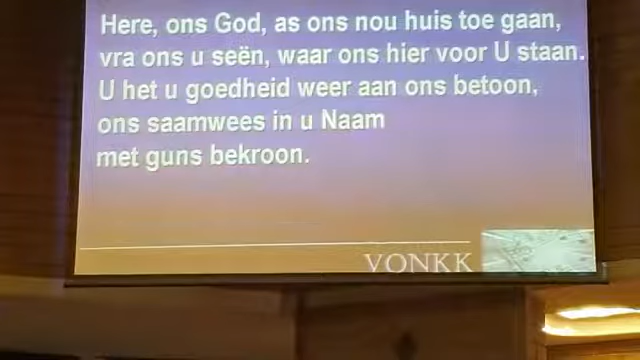 Here, ons God, as ons nou huis toe gaan,
vra ons u seën, waar ons hier voor U staan.
U het u goedheid weer aan ons betoon,
ons saamwees in u Naam
met guns bekroon.
VONKK